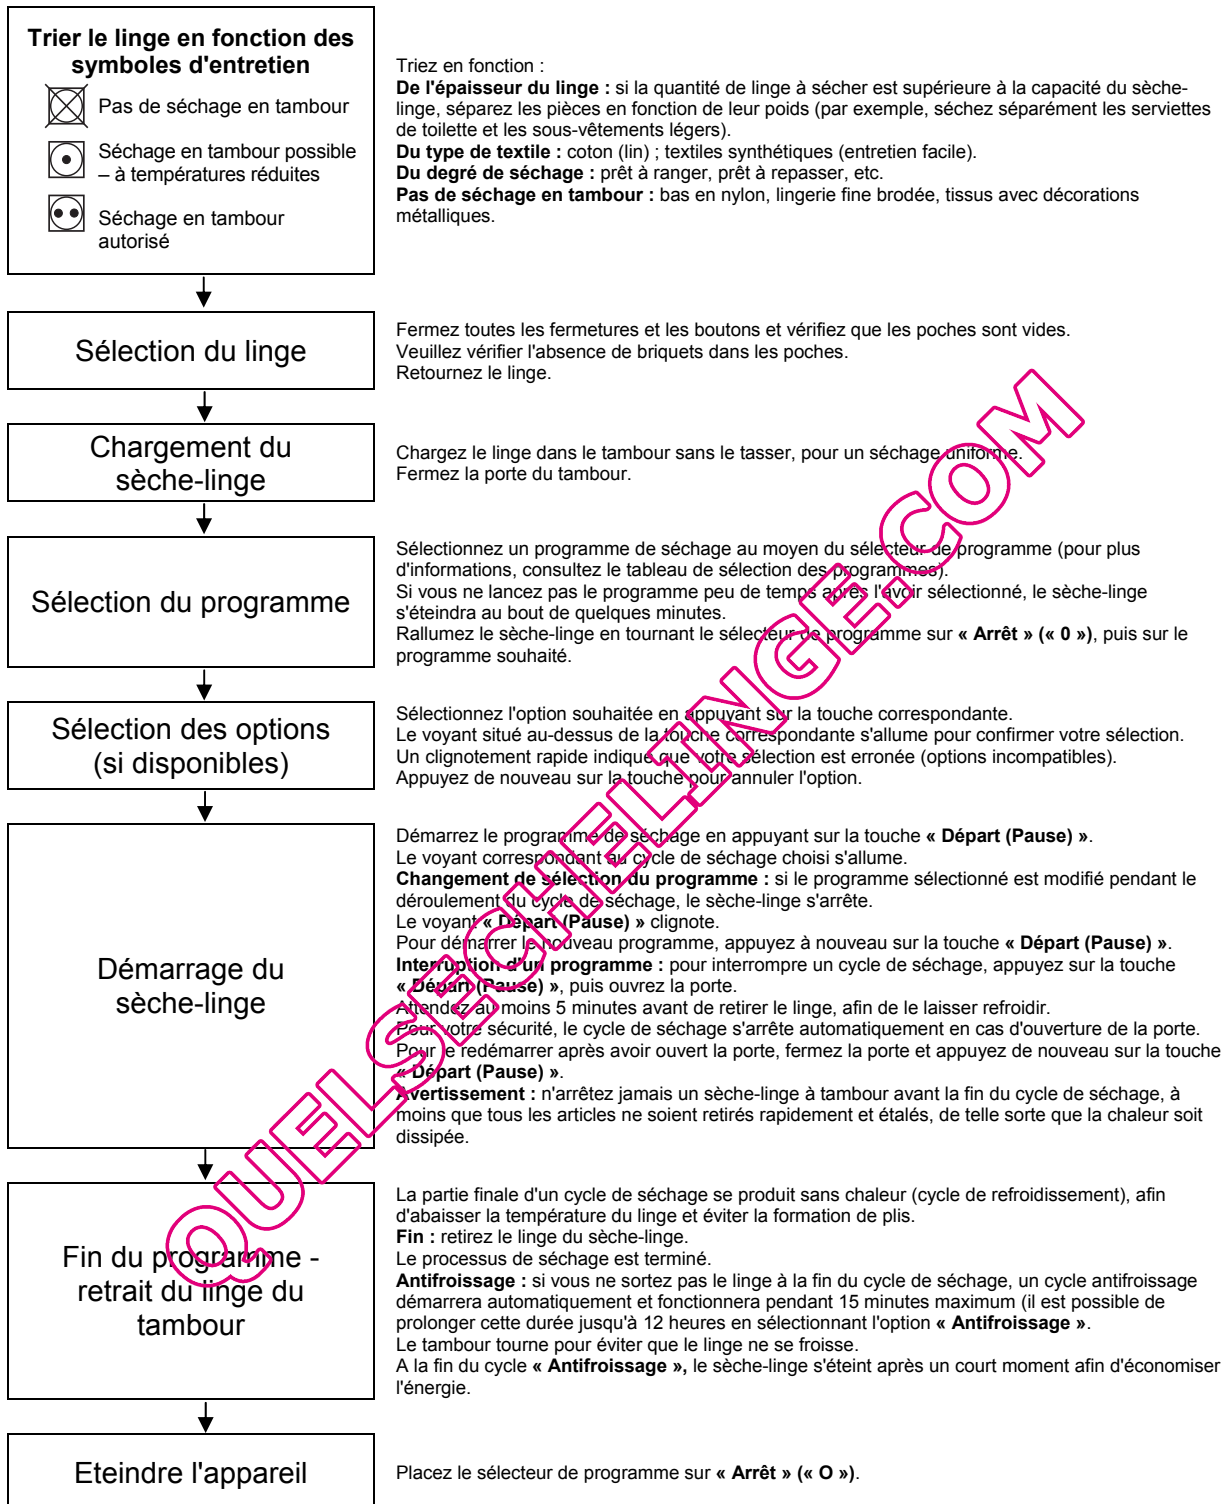 Trier le linge en fonction des
symboles d'entretien
Pas de séchage en tambour
Séchage en tambour possible
– à températures réduites
Séchage en tambour
autorisé
Triez en fonction :
De l'épaisseur du linge : si la quantité de linge à sécher est supérieure à la capacité du sèche-
linge, séparez les pièces en fonction de leur poids (par exemple, séchez séparément les serviettes
de toilette et les sous-vêtements légers).
Du type de textile : coton (lin) ; textiles synthétiques (entretien facile).
Du degré de séchage : prêt à ranger, prêt à repasser, etc.
Pas de séchage en tambour : bas en nylon, lingerie fine brodée, tissus avec décorations
métalliques.
Sélection du linge
Fermez toutes les fermetures et les boutons et vérifiez que les poches sont vides.
Veuillez vérifier l'absence de briquets dans les poches.
Retournez le linge.
Chargement du
sèche-linge
Chargez le linge dans le tambour sans le tasser, pour un séchage uniforme.
Fermez la porte du tambour.
Sélection du programme
Sélectionnez un programme de séchage au moyen du sélecteur de programme (pour plus
d'informations, consultez le tableau de sélection des programmes).
Si vous ne lancez pas le programme peu de temps après l'avoir sélectionné, le sèche-linge
s'éteindra au bout de quelques minutes.
Rallumez le sèche-linge en tournant le sélecteur de programme sur « Arrêt » (« 0 »), puis sur le
programme souhaité.
Sélection des options
(si disponibles)
Sélectionnez l'option souhaitée en appuyant sur la touche correspondante.
Le voyant situé au-dessus de la touche correspondante s'allume pour confirmer votre sélection.
Un clignotement rapide indique que votre sélection est erronée (options incompatibles).
Appuyez de nouveau sur la touche pour annuler l'option.
Démarrage du
sèche-linge
Démarrez le programme de séchage en appuyant sur la touche « Départ (Pause) ».
Le voyant correspondant au cycle de séchage choisi s'allume.
Changement de sélection du programme : si le programme sélectionné est modifié pendant le
déroulement du cycle de séchage, le sèche-linge s'arrête.
Le voyant « Départ (Pause) » clignote.
Pour démarrer le nouveau programme, appuyez à nouveau sur la touche « Départ (Pause) ».
Interruption d'un programme : pour interrompre un cycle de séchage, appuyez sur la touche
« Départ (Pause) », puis ouvrez la porte.
Attendez au moins 5 minutes avant de retirer le linge, afin de le laisser refroidir.
Pour votre sécurité, le cycle de séchage s'arrête automatiquement en cas d'ouverture de la porte.
Pour le redémarrer après avoir ouvert la porte, fermez la porte et appuyez de nouveau sur la touche
« Départ (Pause) ».
Avertissement : n'arrêtez jamais un sèche-linge à tambour avant la fin du cycle de séchage, à
moins que tous les articles ne soient retirés rapidement et étalés, de telle sorte que la chaleur soit
dissipée.
Fin du programme -
retrait du linge du
tambour
La partie finale d'un cycle de séchage se produit sans chaleur (cycle de refroidissement), afin
d'abaisser la température du linge et éviter la formation de plis.
Fin : retirez le linge du sèche-linge.
Le processus de séchage est terminé.
Antifroissage : si vous ne sortez pas le linge à la fin du cycle de séchage, un cycle antifroissage
démarrera automatiquement et fonctionnera pendant 15 minutes maximum (il est possible de
prolonger cette durée jusqu'à 12 heures en sélectionnant l'option « Antifroissage ».
Le tambour tourne pour éviter que le linge ne se froisse.
A la fin du cycle « Antifroissage », le sèche-linge s'éteint après un court moment afin d'économiser
l'énergie.
Eteindre l'appareil
Placez le sélecteur de programme sur « Arrêt » (« O »).
QUELSECHELINGE.COM